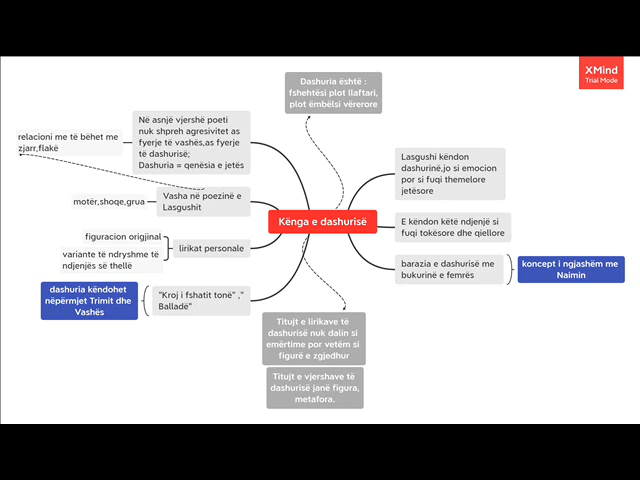 XMind
Trial Mode
Dashuria është :
fshehtësi plot llaftari,
plot ëmbëlsi vërerore
Në asnjë vjershë poeti
nuk shpreh agresivitet as
fyerje të vashës,as fyerje
të dashurisë;
Dashuria = qenësia e jetës
relacioni me të bëhet me
zjarr,flakë
Lasgushi këndon
dashurinë,jo si emocion
por si fuqi themelore
jetësore
motër,shoqe,grua
Vasha në poezinë e
Lasgushit
Kënga e dashurisë
E këndon këtë ndjenjë si
fuqi tokësore dhe qiellore
figuracion origjinal
variante të ndryshme të
ndjenjës së thellë
lirikat personale
barazia e dashurisë me
bukurinë e femrës
koncept i ngjashëm me
Naimin
dashuria këndohet
nëpërmjet Trimit dhe
Vashës
"Kroj i fshatit tonë" ,"
Balladë"
Titujt e lirikave të
dashurisë nuk dalin si
emërtime por vetëm si
figurë e zgjedhur
Titujt e vjershave të
dashurisë janë figura,
metafora.